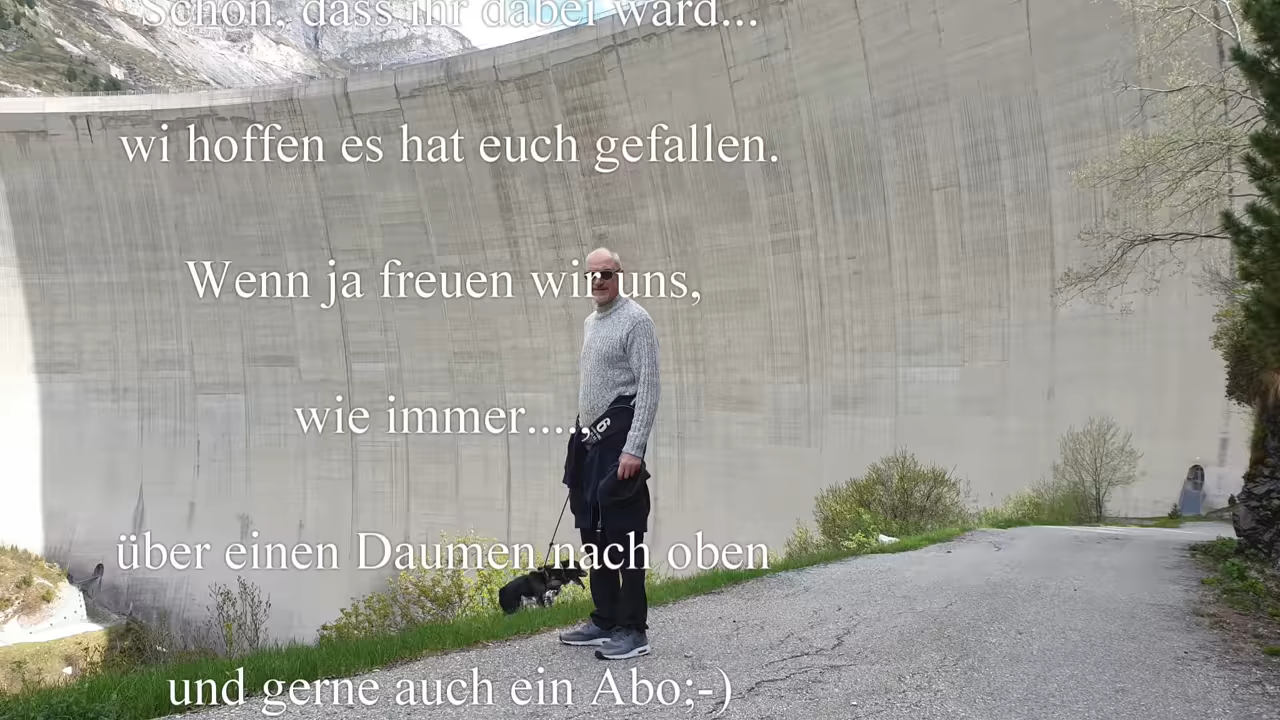 Schön, dass ihr dabei ward...
wi hoffen es hat euch gefallen.
Wenn ja freuen wir uns,
wie immer.....,
über einen Daumen nach oben
und gerne auch ein Abo;-)
6